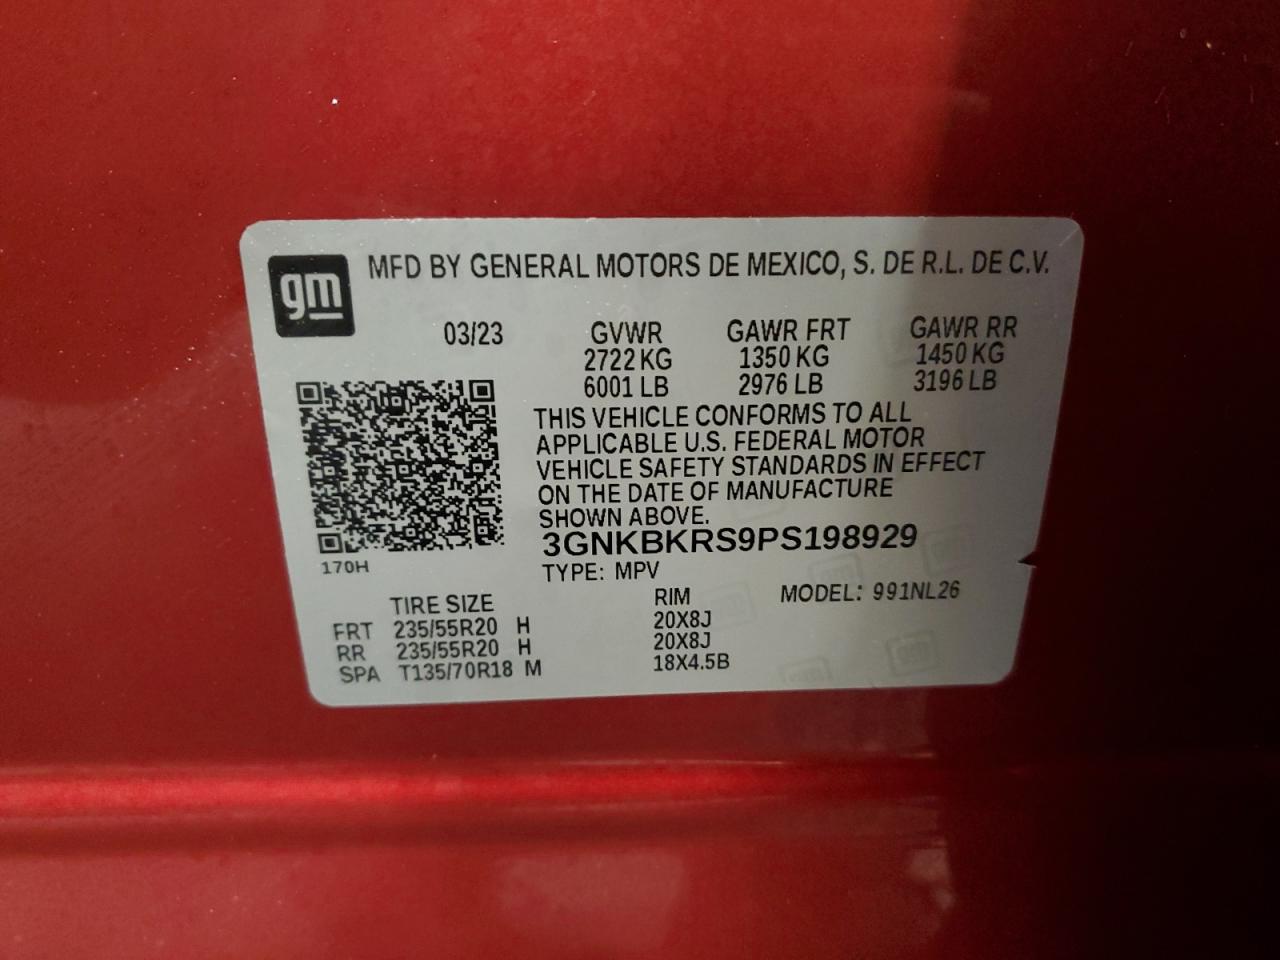 gm
MFD BY GENERAL MOTORS DE MEXICO, S. DE R.L. DE C.V.
03/23 GVWR GAWR FRT GAWR RR
2722 KG 1350 KG 1450 KG
6001 LB 2976 LB 3196 LB
THIS VEHICLE CONFORMS TO ALL
APPLICABLE U.S. FEDERAL MOTOR
VEHICLE SAFETY STANDARDS IN EFFECT
ON THE DATE OF MANUFACTURE
SHOWN ABOVE.
3GNKBKRS9PS198929
170H
TYPE: MPV
TIRE SIZE RIM MODEL: 991NL26
FRT 235/55R20 H 20X8J
RR 235/55R20 H 20X8J
SPA T135/70R18 M 18X4.5B